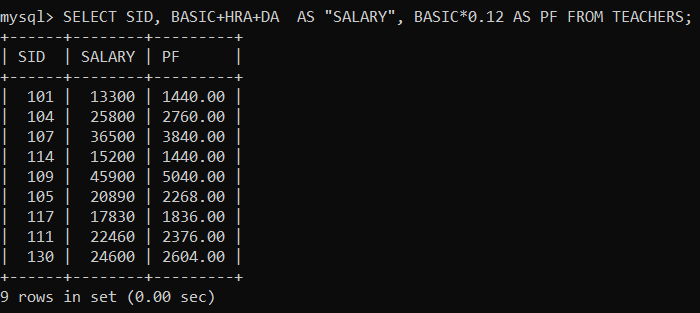 mysql> SELECT SID, BASIC+HRA+DA  AS "SALARY", BASIC*0.12 AS PF FROM TEACHERS;
+------+--------+---------+
| SID  | SALARY | PF      |
+------+--------+---------+
|  101 |  13300 | 1440.00 |
|  104 |  25800 | 2760.00 |
|  107 |  36500 | 3840.00 |
|  114 |  15200 | 1440.00 |
|  109 |  45900 | 5040.00 |
|  105 |  20890 | 2268.00 |
|  117 |  17830 | 1836.00 |
|  111 |  22460 | 2376.00 |
|  130 |  24600 | 2604.00 |
+------+--------+---------+
9 rows in set (0.00 sec)